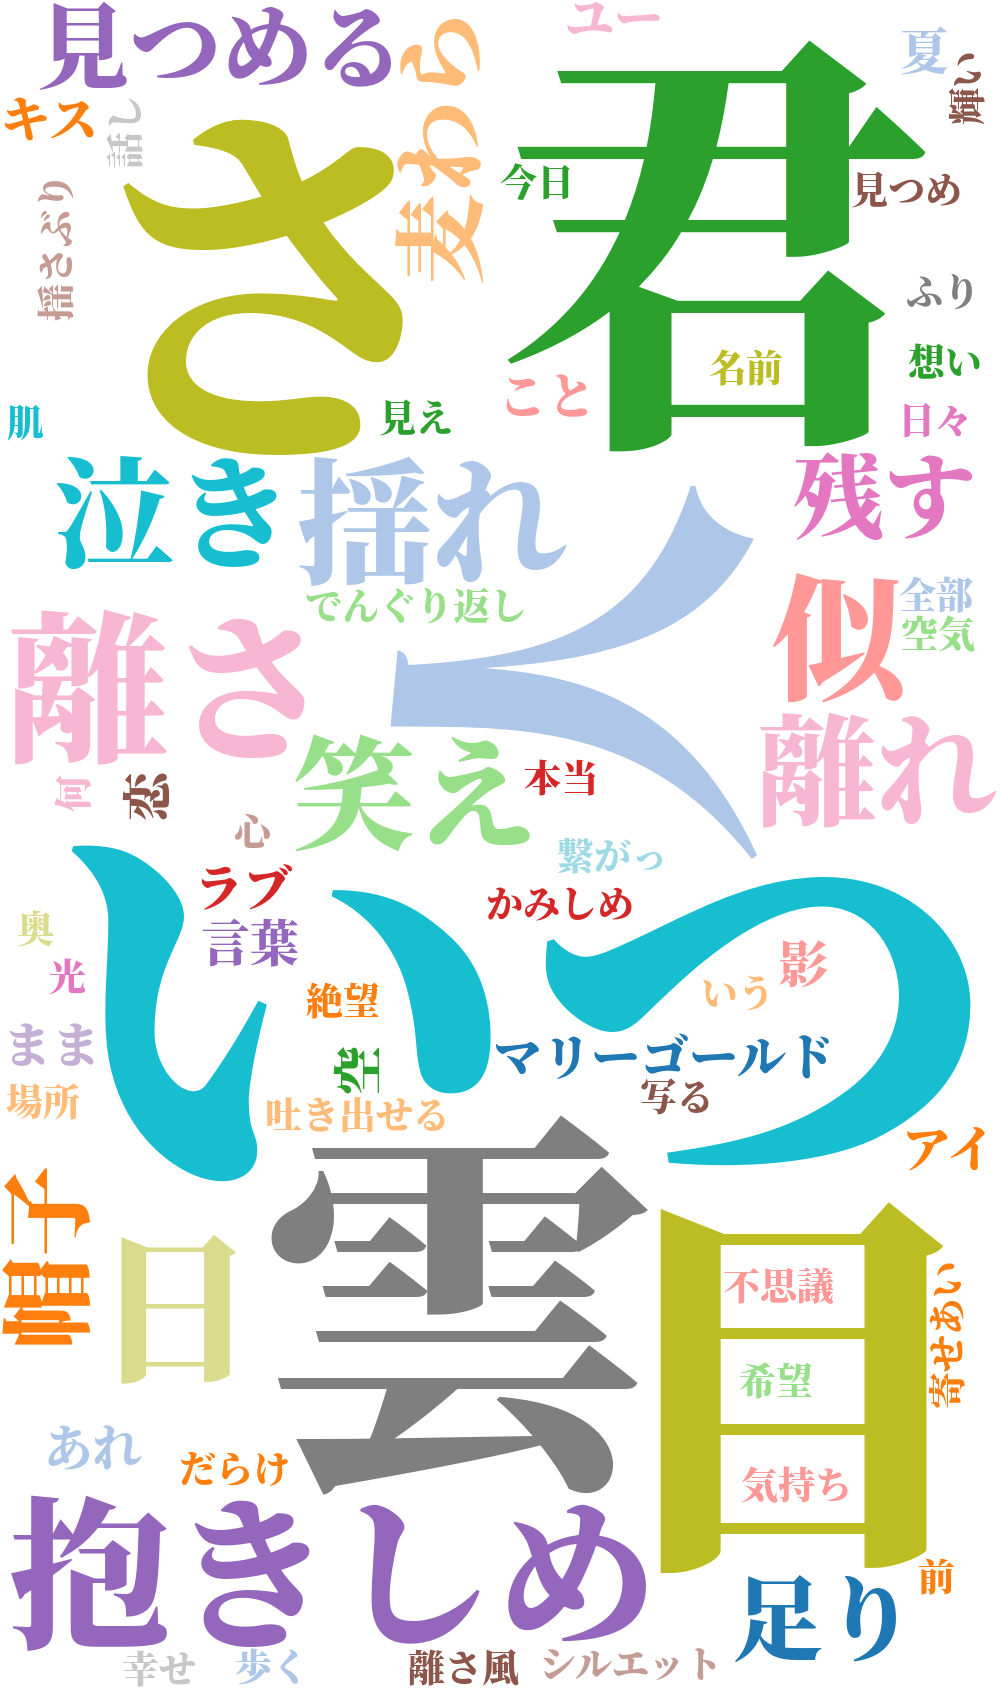 見つめる
ユー
夏
麦わら
輝い
キス
話し
君
さ
今日
見つめ
揺さぶり
ふり
想い
名前
こと
日々
肌
見え
泣き
揺れ
残す
く
でんぐり返し
似
全部
空気
離さ
離れ
笑え
本当
何
恋
心
繋がっ
いつ
ラブ
かみしめ
言葉
奥
影
光
いう
絶望
まま
マリーゴールド
空
写る
場所
吐き出せる
アイ
雲
帽子
日
目
不思議
寄せあい
希望
あれ
だらけ
気持ち
抱きしめ
前
足り
幸せ
歩く
離さ風
シルエット